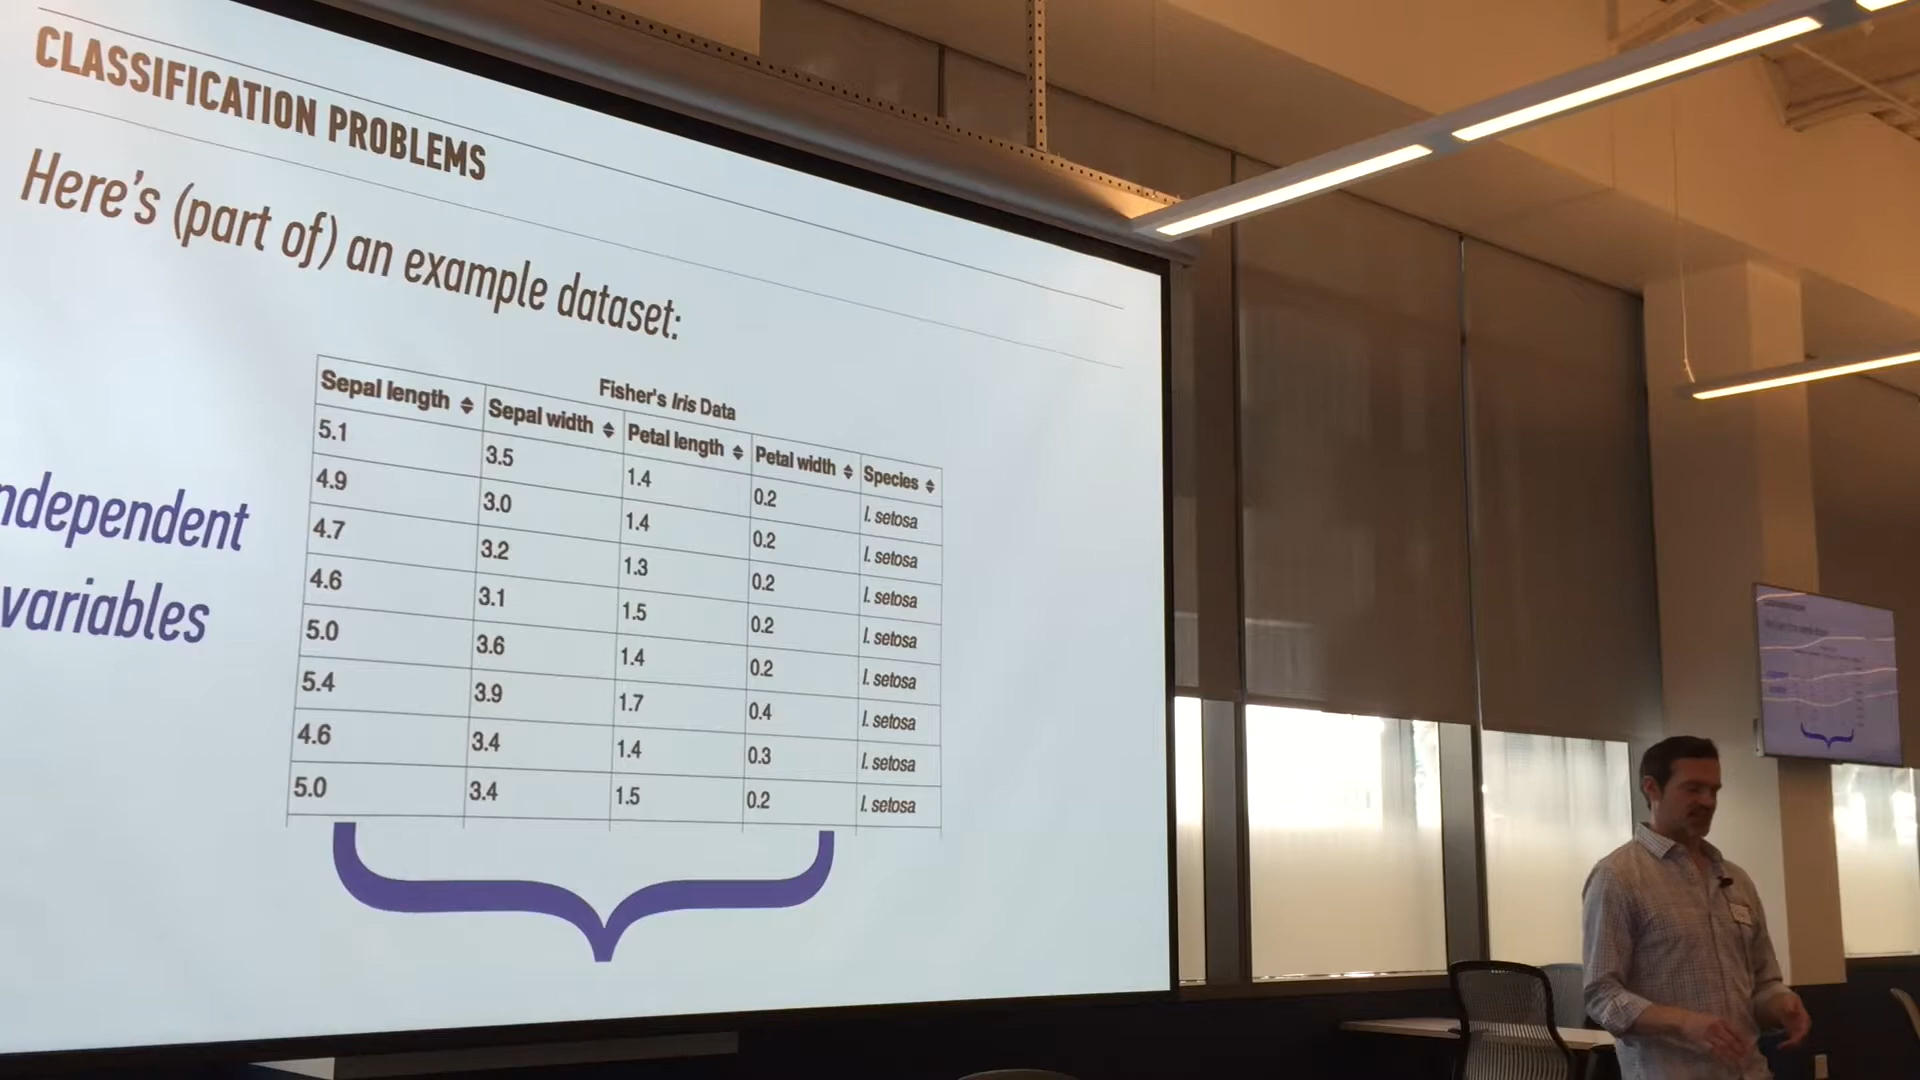 CLASSIFICATION PROBLEMS
Here's (part of) an example dataset:
Fisher's Iris Data
Sepal length Sepal width Petal length Petal width Species
5.1 3.5 1.4 0.2 I. setosa
4.9 3.0 1.4 0.2 I. setosa
4.7 3.2 1.3 0.2 I. setosa
4.6 3.1 1.5 0.2 I. setosa
5.0 3.6 1.4 0.2 I. setosa
5.4 3.9 1.7 0.4 I. setosa
4.6 3.4 1.4 0.3 I. setosa
5.0 3.4 1.5 0.2 I. setosa
ndependent
variables